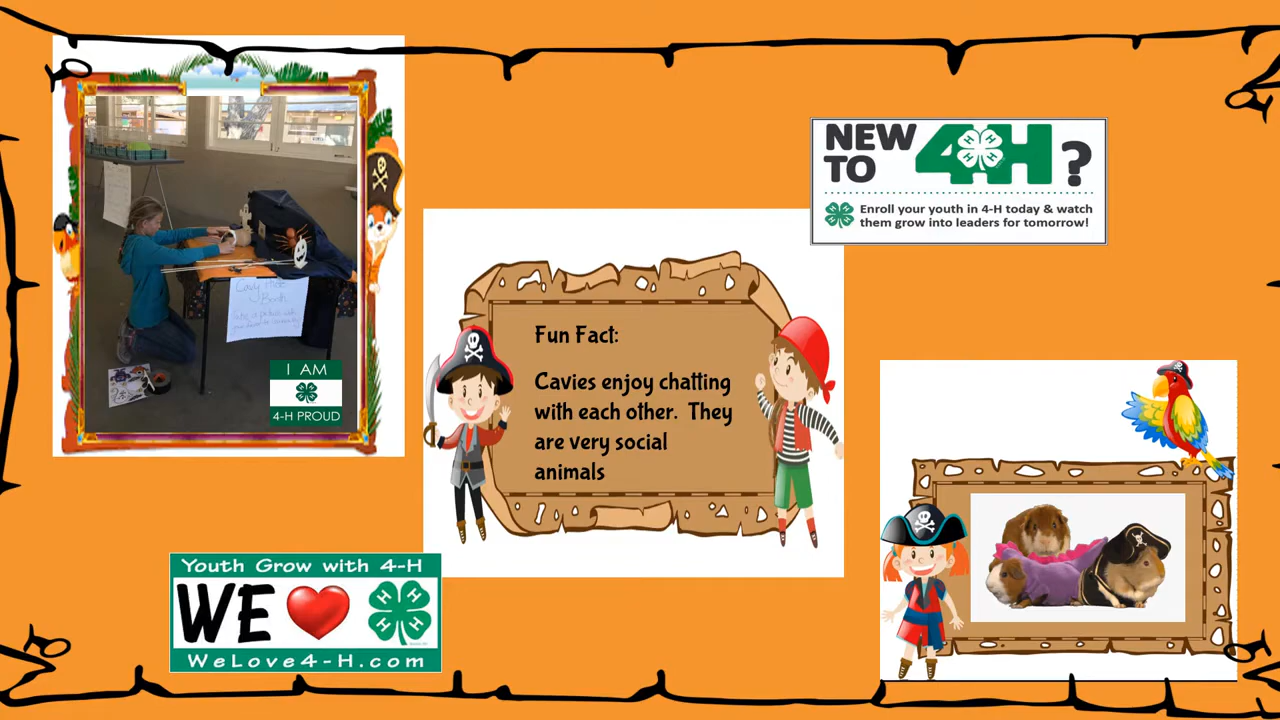 NEW
TO 4-H ?
Enroll your youth in 4-H today & watch
them grow into leaders for tomorrow!
I AM
H H H H
4-H PROUD
Fun Fact:
Cavies enjoy chatting
with each other. They
are very social
animals
Youth Grow with 4-H
WE
H H H H
WeLove4-H.com
Booth